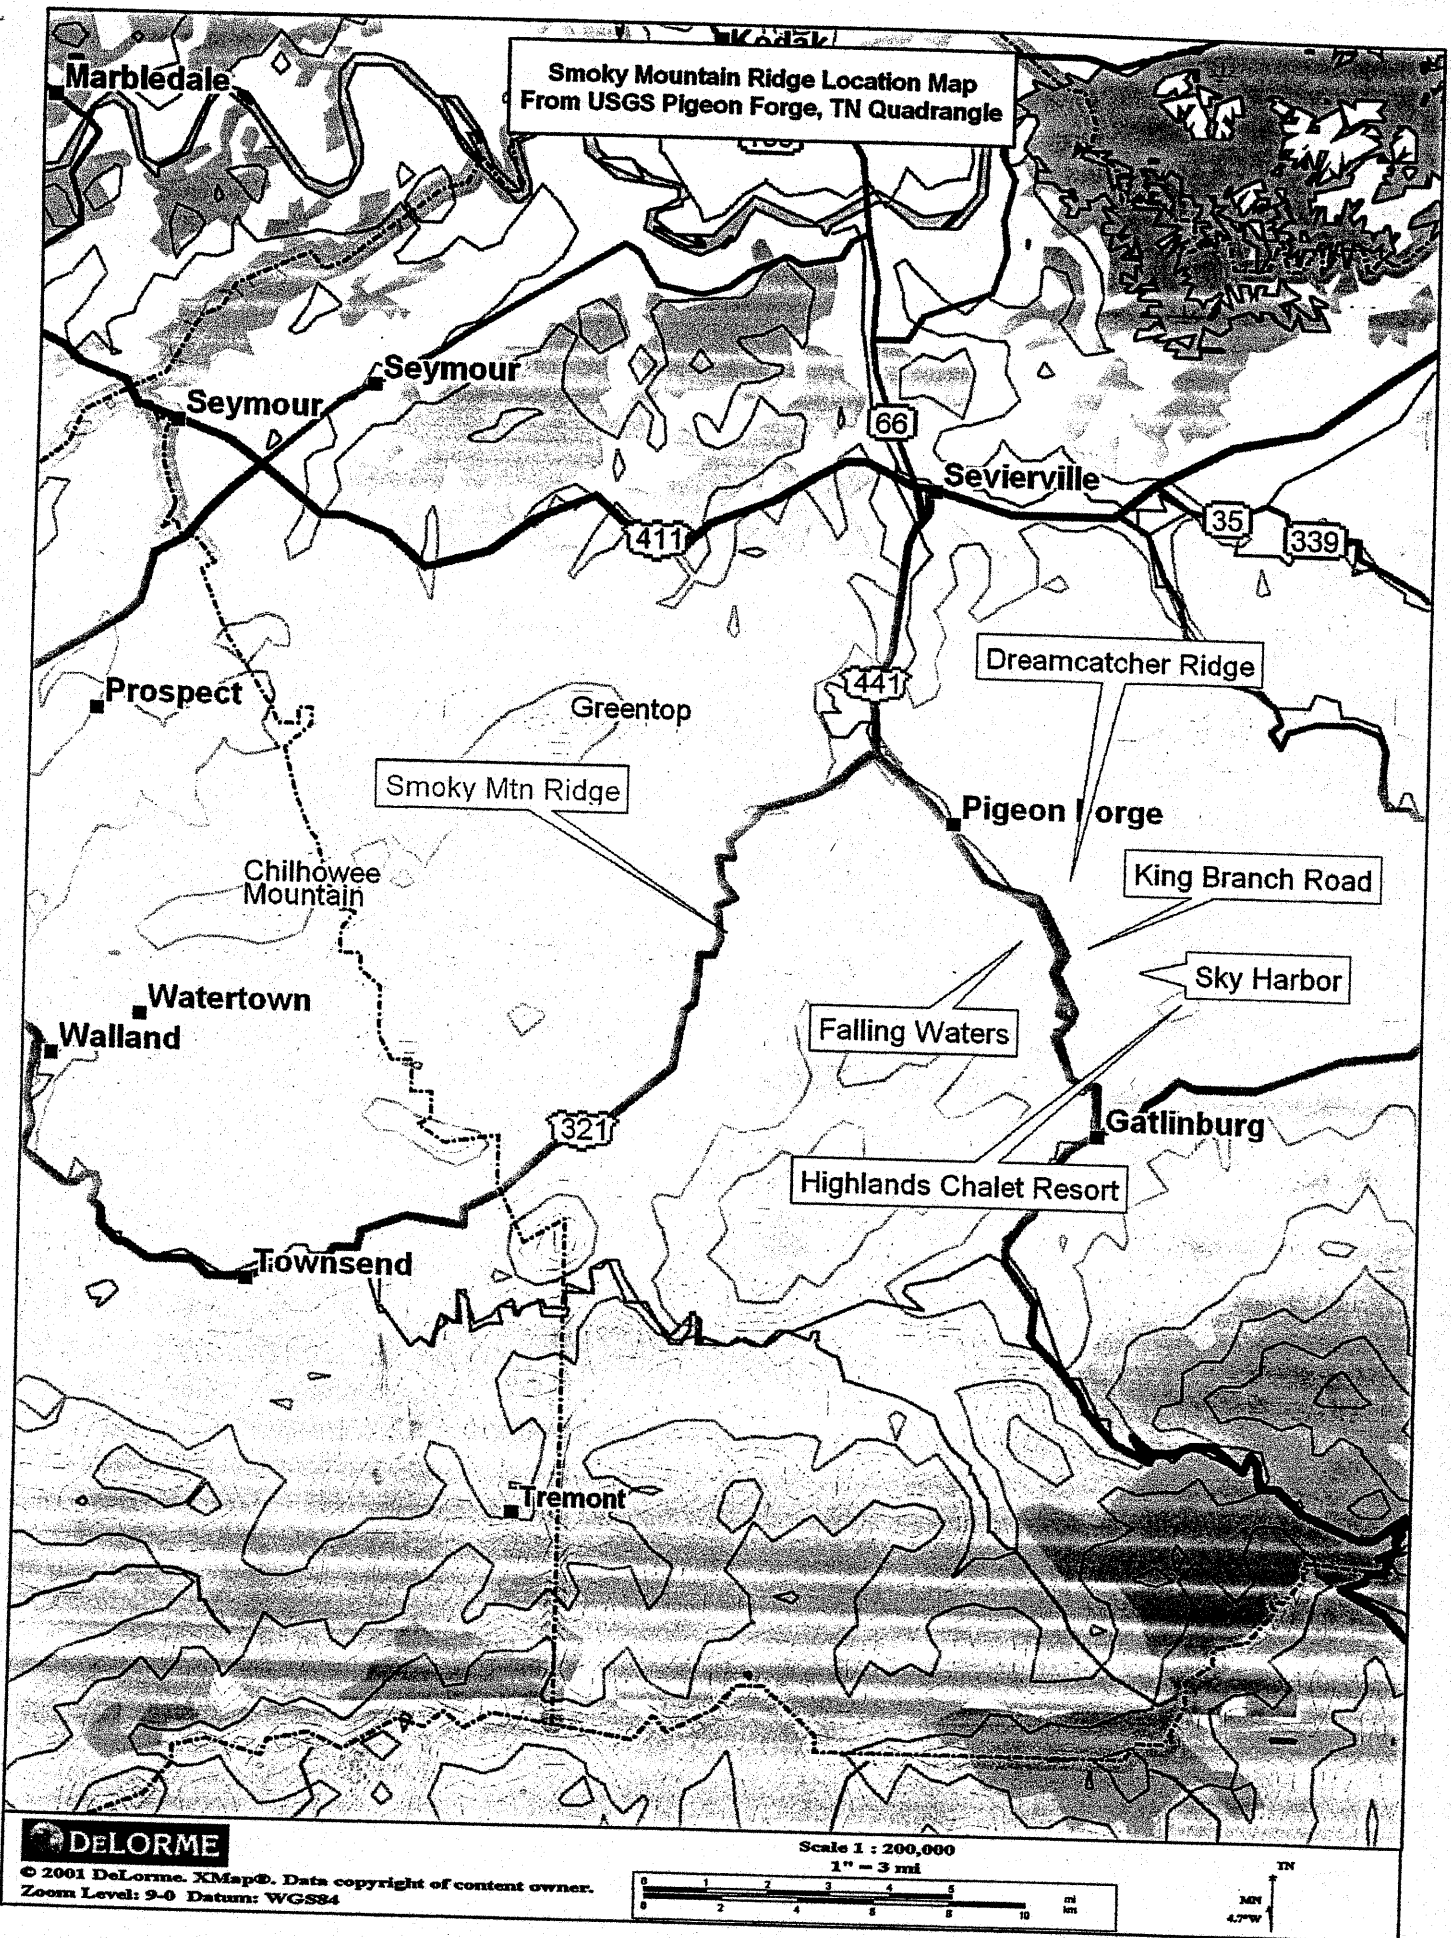 Kodak
Smoky Mountain Ridge Location Map
From USGS Pigeon Forge, TN Quadrangle
Marbledale
Seymour
Seymour
66
Sevierville
411
35
339
Dreamcatcher Ridge
441
Prospect
Greentop
Smoky Mtn Ridge
Pigeon Forge
Chilhowee
Mountain
King Branch Road
Sky Harbor
Watertown
Walland
Falling Waters
321
Gatlinburg
Highlands Chalet Resort
Townsend
Tremont
DELORME
© 2001 DeLorme. XMap®. Data copyright of content owner.
Zoom Level: 9-0 Datum: WGS84
Scale 1 : 200,000
1" = 3 mi
0 1 2 3 4 5 mi
0 2 4 6 8 10 km
TN
MN
4.7°W